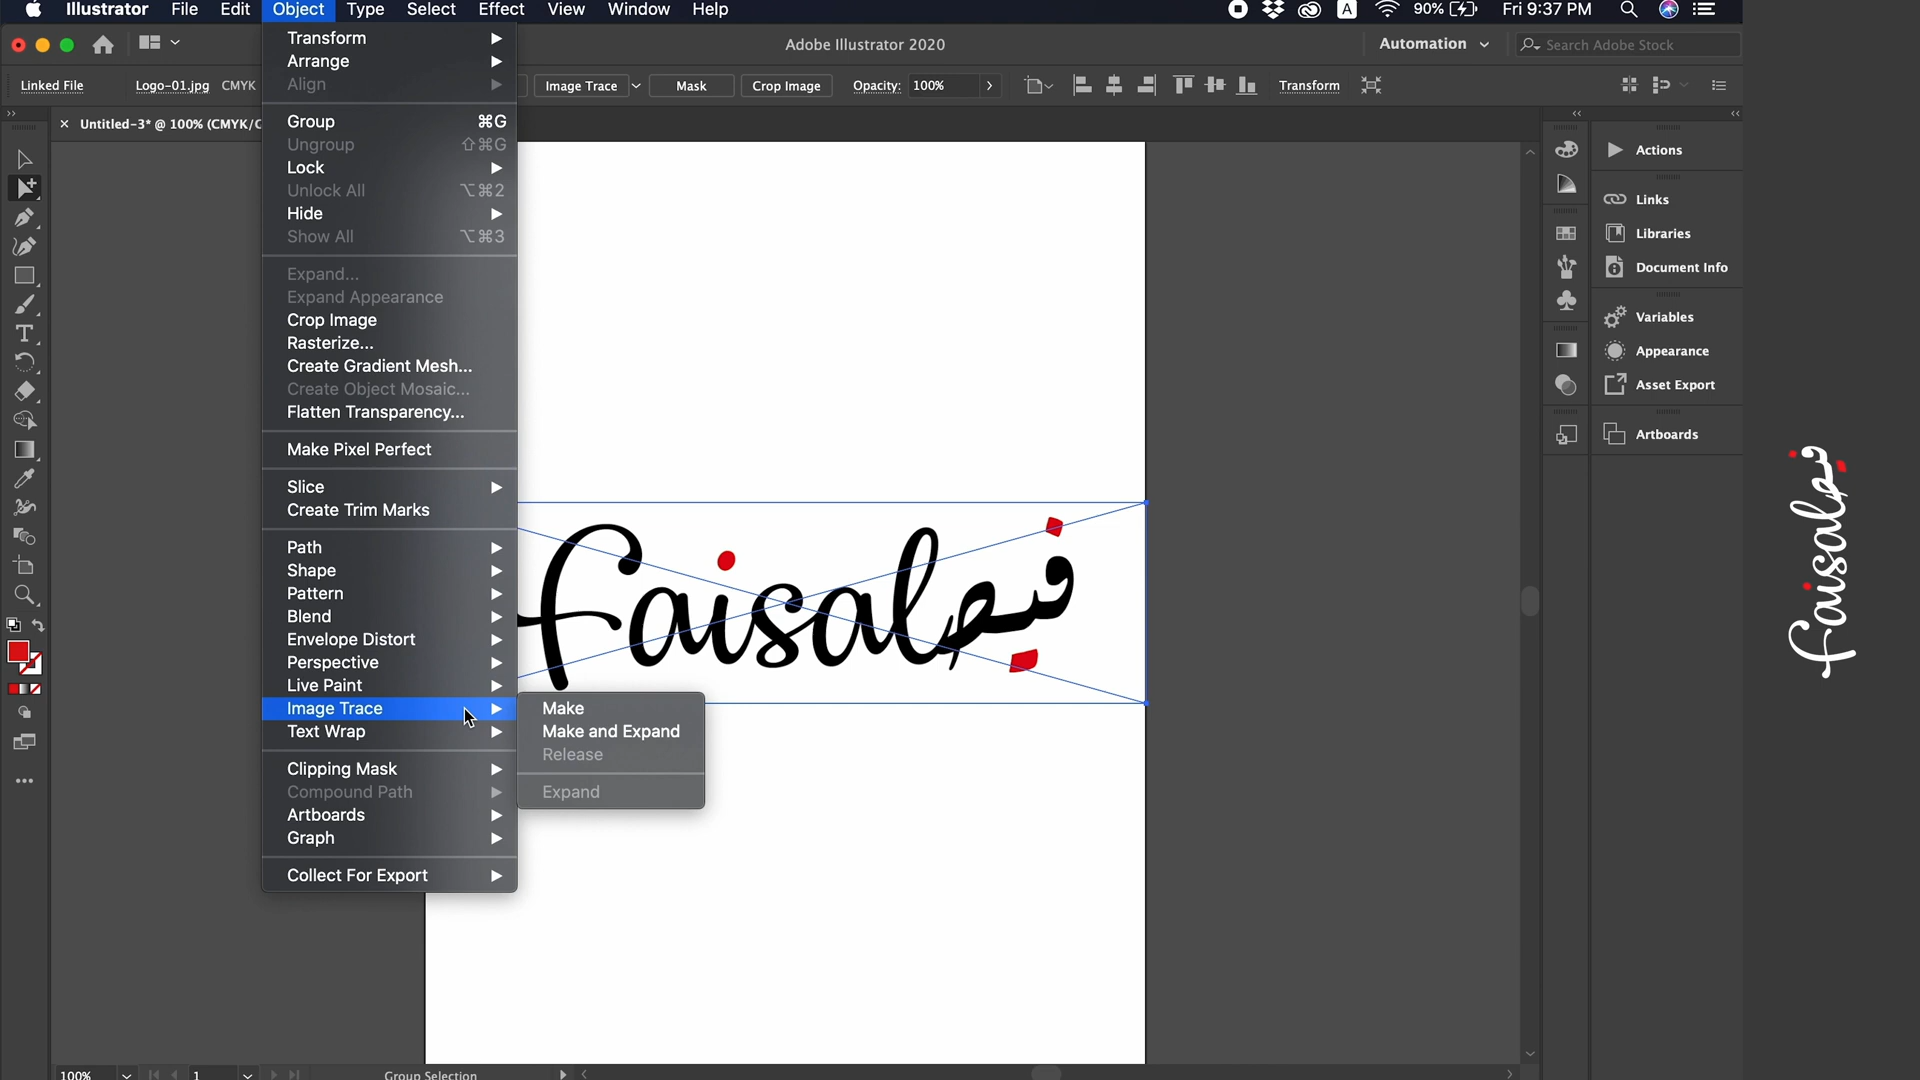 Illustrator File Edit Object Type Select Effect View Window Help
A 90% Fri 9:37 PM
Adobe Illustrator 2020
Automation
Search Adobe Stock
Linked File Logo-01.jpg CMYK
Image Trace Mask Crop Image Opacity: 100% Transform
Untitled-3* @ 100% (CMYK/
Transform
Arrange
Align
Group ⌘G
Ungroup ⇧⌘G
Lock
Unlock All ⌥⌘2
Hide
Show All ⌥⌘3
Expand...
Expand Appearance
Crop Image
Rasterize...
Create Gradient Mesh...
Create Object Mosaic...
Flatten Transparency...
Make Pixel Perfect
Slice
Create Trim Marks
Path
Shape
Pattern
Blend
Envelope Distort
Perspective
Live Paint
Image Trace
Text Wrap
Clipping Mask
Compound Path
Artboards
Graph
Collect For Export
Make
Make and Expand
Release
Expand
faisal فيص
Actions
Links
Libraries
Document Info
Variables
Appearance
Asset Export
Artboards
faisal فيص
100% 1 Group Selection